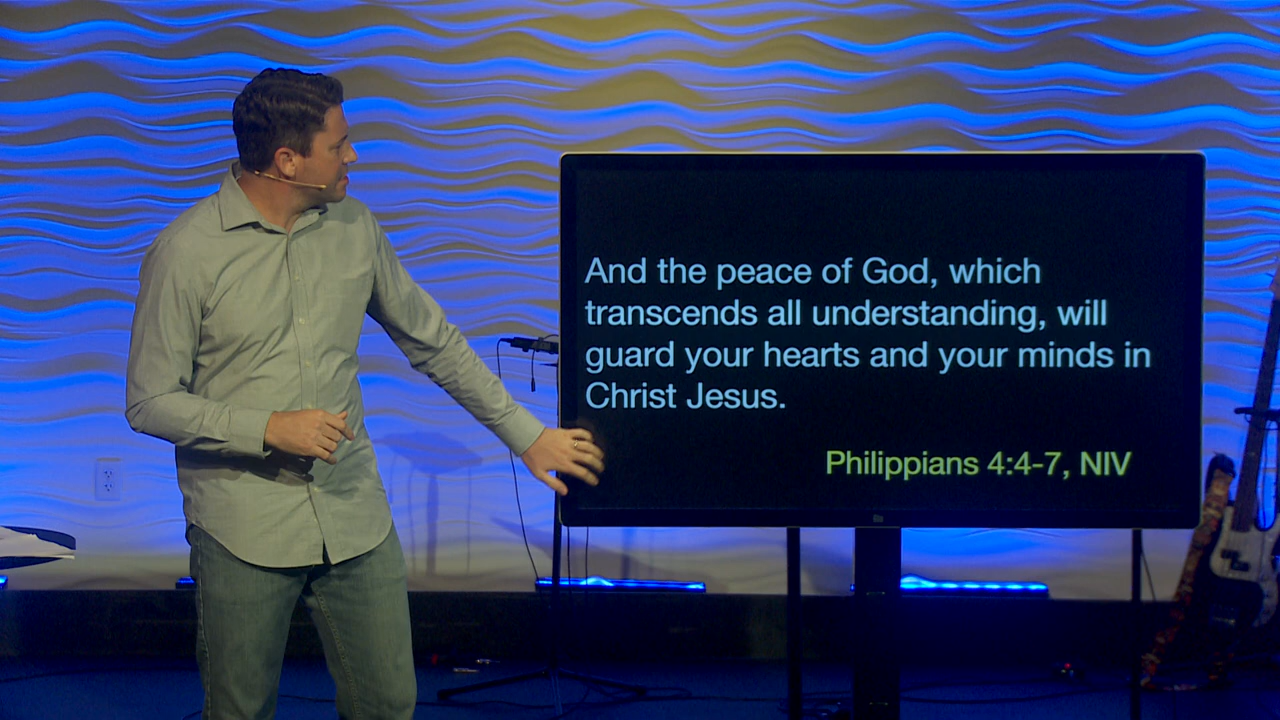 And the peace of God, which
transcends all understanding, will
guard your hearts and your minds in
Christ Jesus.
Philippians 4:4-7, NIV